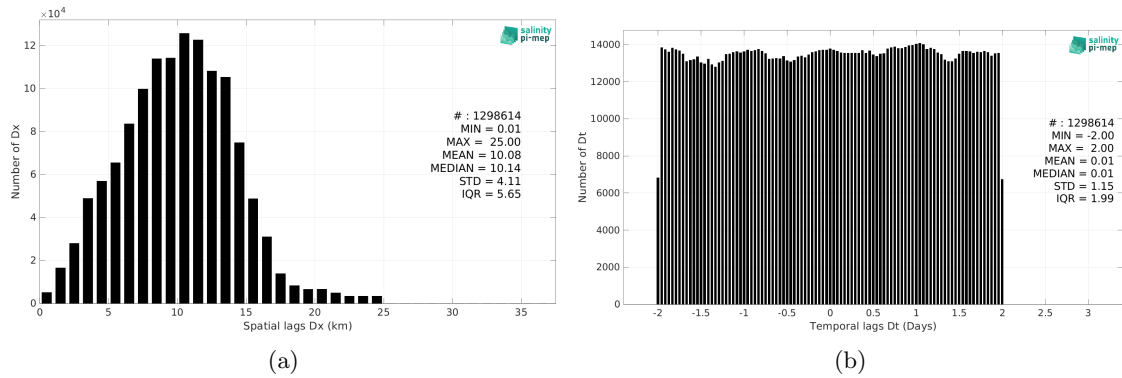 ×10⁴
12
10
8
6
4
2
0
0 5 10 15 20 25 30 35
Number of Dx
Spatial lags Dx (km)
salinity
pi-mep
# : 1298614
MIN = 0.01
MAX = 25.00
MEAN = 10.08
MEDIAN = 10.14
STD = 4.11
IQR = 5.65
(a)
14000
12000
10000
8000
6000
4000
2000
0
-2 -1.5 -1 -0.5 0 0.5 1 1.5 2 2.5 3
Number of Dt
Temporal lags Dt (Days)
salinity
pi-mep
# : 1298614
MIN = -2.00
MAX = 2.00
MEAN = 0.01
MEDIAN = 0.01
STD = 1.15
IQR = 1.99
(b)